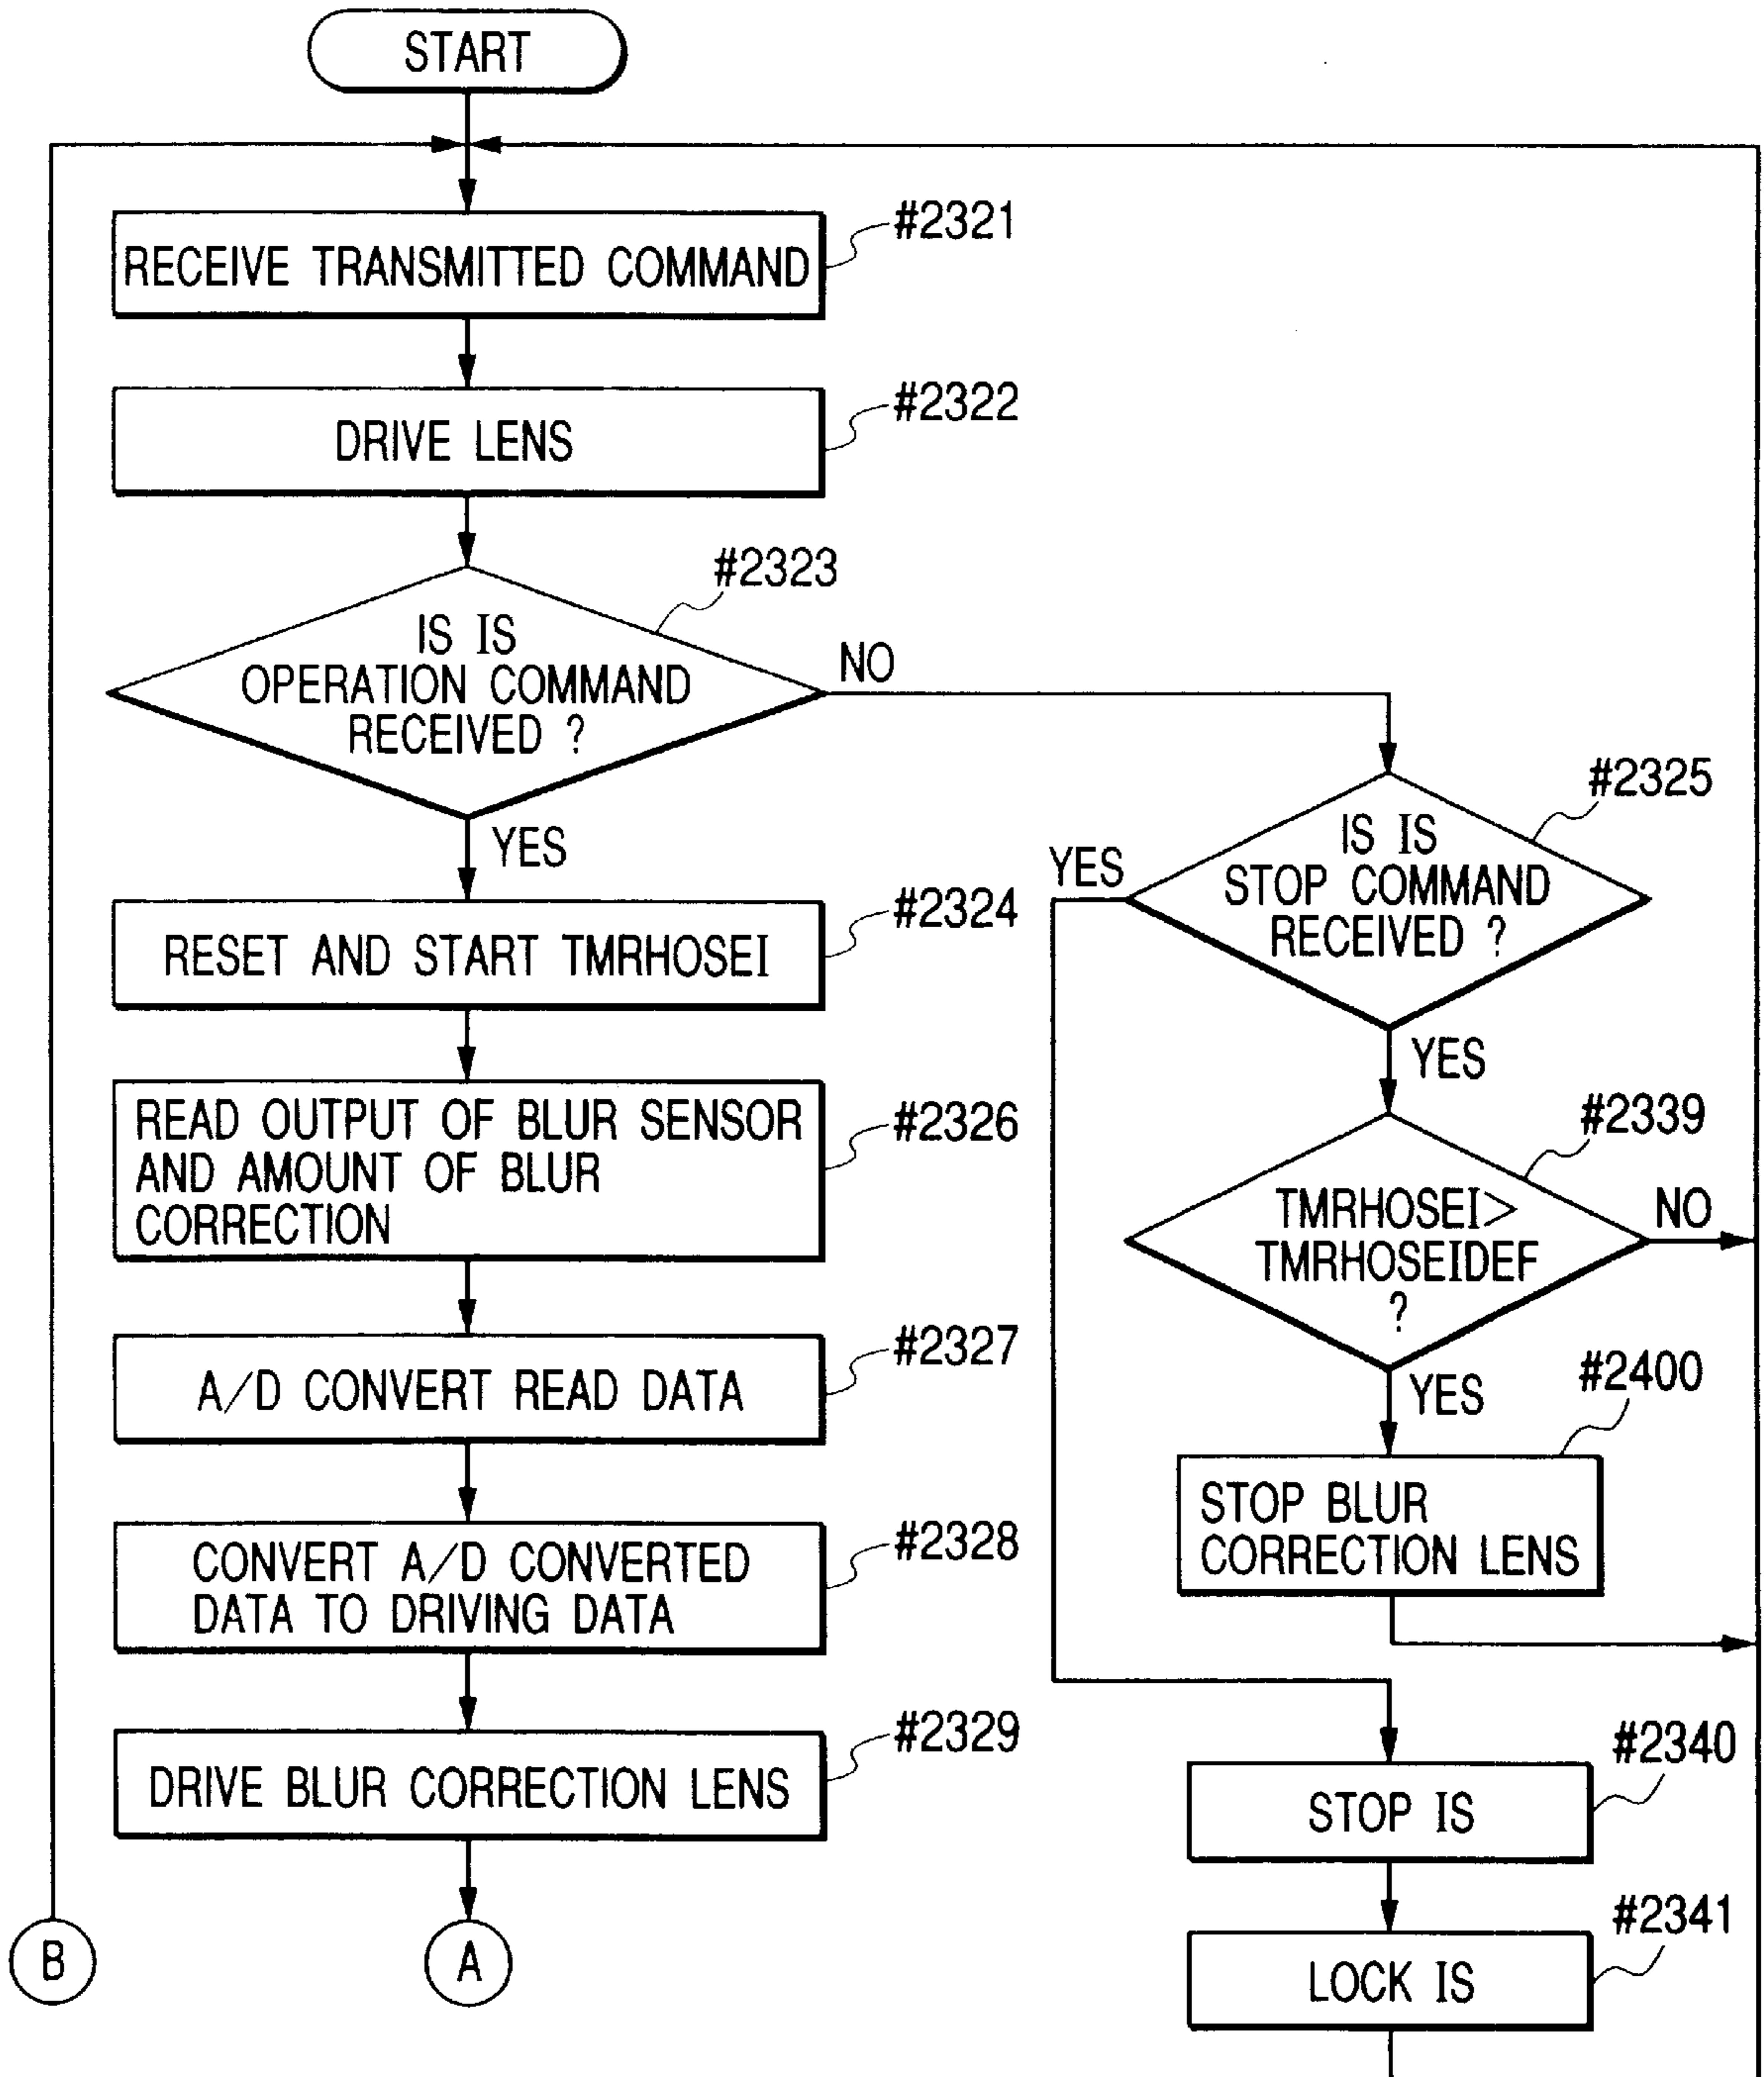 START
#2321
RECEIVE TRANSMITTED COMMAND
#2322
DRIVE LENS
#2323
IS IS
OPERATION COMMAND
RECEIVED ?
NO
YES
#2325
IS IS
STOP COMMAND
RECEIVED ?
YES
YES
#2324
RESET AND START TMRHOSEI
#2326
READ OUTPUT OF BLUR SENSOR
AND AMOUNT OF BLUR
CORRECTION
#2339
TMRHOSEI>
TMRHOSEIDEF
?
NO
YES
#2327
A/D CONVERT READ DATA
#2400
STOP BLUR
CORRECTION LENS
#2328
CONVERT A/D CONVERTED
DATA TO DRIVING DATA
#2329
DRIVE BLUR CORRECTION LENS
#2340
STOP IS
#2341
LOCK IS
B
A